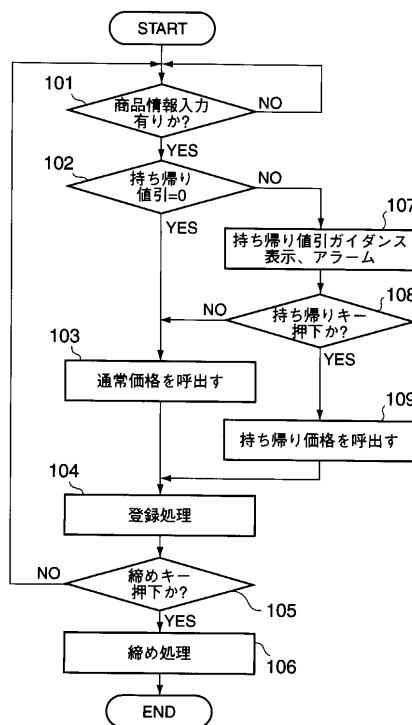 START
101
商品情報入力
有りか?
NO
YES
102
持ち帰り
値引=0
NO
YES
107
持ち帰り値引ガイダンス
表示、アラーム
108
持ち帰りキー
押下か?
NO
YES
103
通常価格を呼出す
109
持ち帰り価格を呼出す
104
登録処理
締めキー
押下か?
NO
105
YES
締め処理
106
END